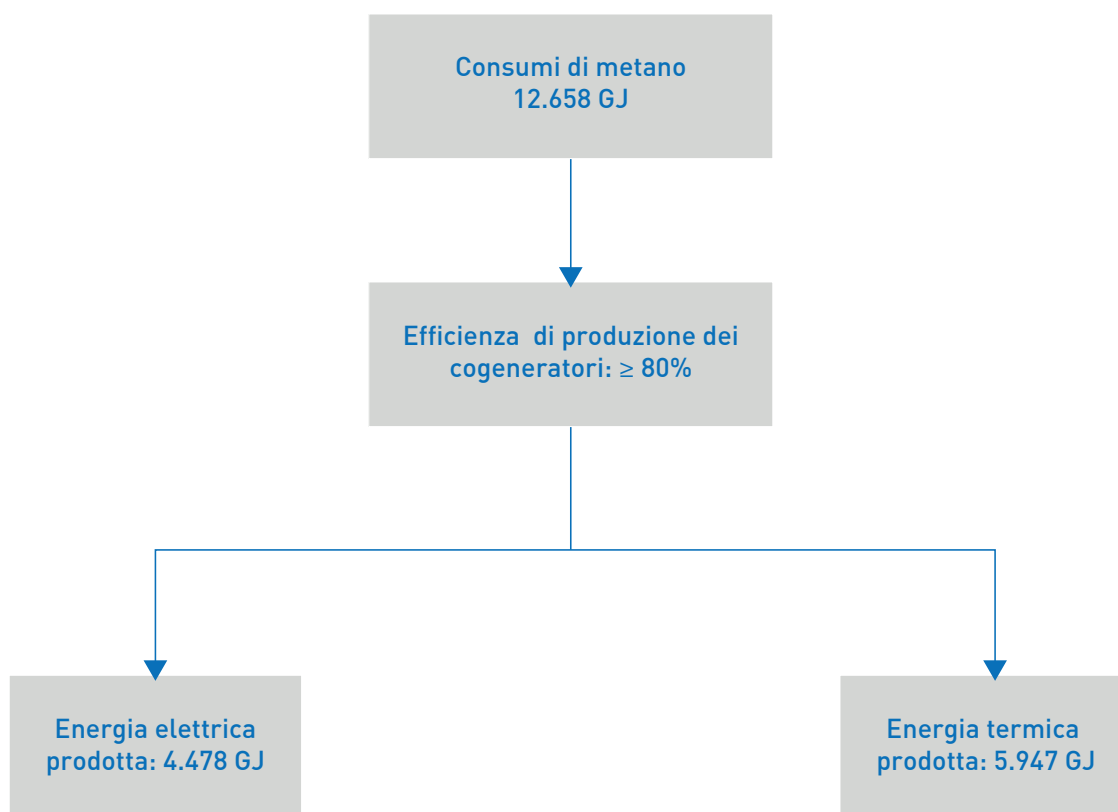 Consumi di metano
12.658 GJ
Efficienza  di produzione dei
cogeneratori: ≥ 80%
Energia elettrica
prodotta: 4.478 GJ
Energia termica
prodotta: 5.947 GJ